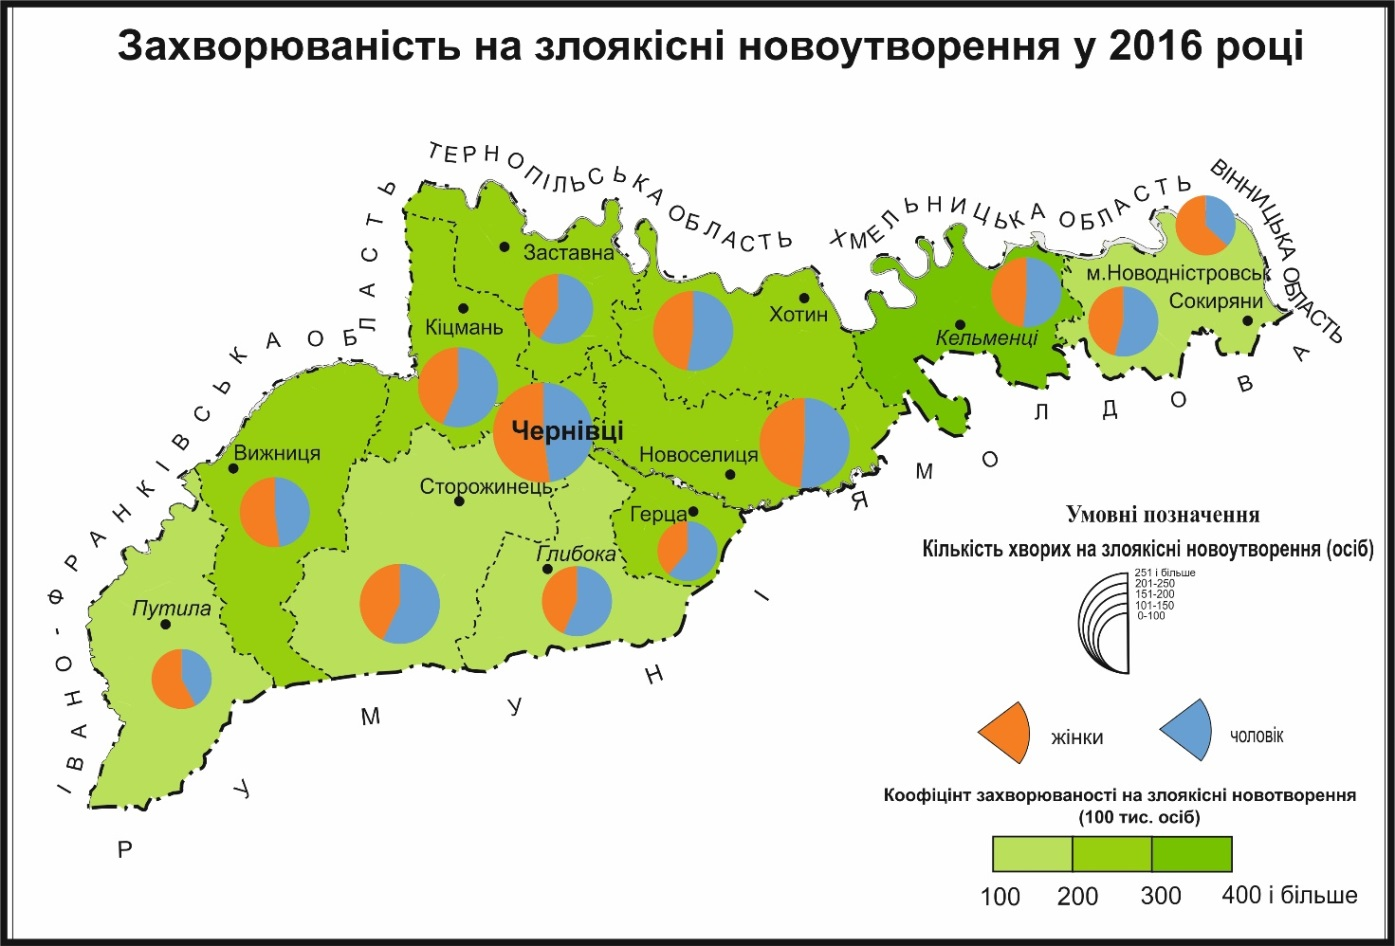 Захворюваність на злоякісні новоутворення у 2016 році
ТЕРНОПІЛЬСЬКА ОБЛАСТЬ
ХМЕЛЬНИЦЬКА ОБЛАСТЬ
ВІННИЦЬКА ОБЛАСТЬ
ІВАНО-ФРАНКІВСЬКА ОБЛАСТЬ
Заставна
Кіцмань
Хотин
Кельменці
м.Новодністровськ
Сокиряни
Чернівці
Вижниця
Новоселиця
Сторожинець
Герца
Глибока
Путила
МОЛДОВА
РУМУНІЯ
Умовні позначення
Кількість хворих на злоякісні новоутворення (осіб)
251 і більше
201-250
151-200
101-150
0-100
жінки
чоловік
Коофіцінт захворюваності на злоякісні новотворення
(100 тис. осіб)
100 200 300 400 і більше